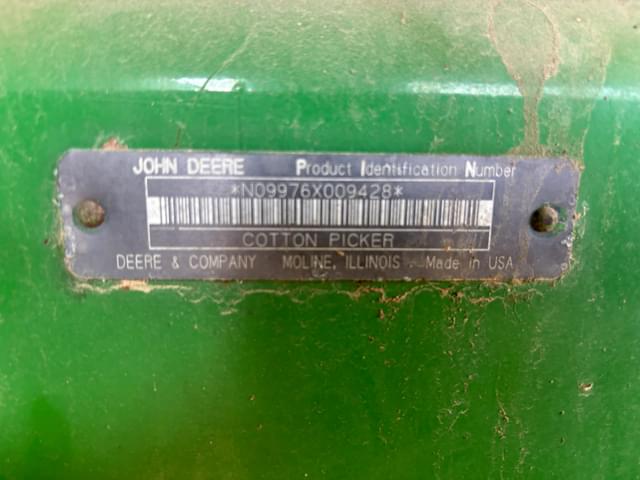 JOHN DEERE Product Identification Number
*N09976X009428*
COTTON PICKER
DEERE & COMPANY MOLINE, ILLINOIS Made in USA